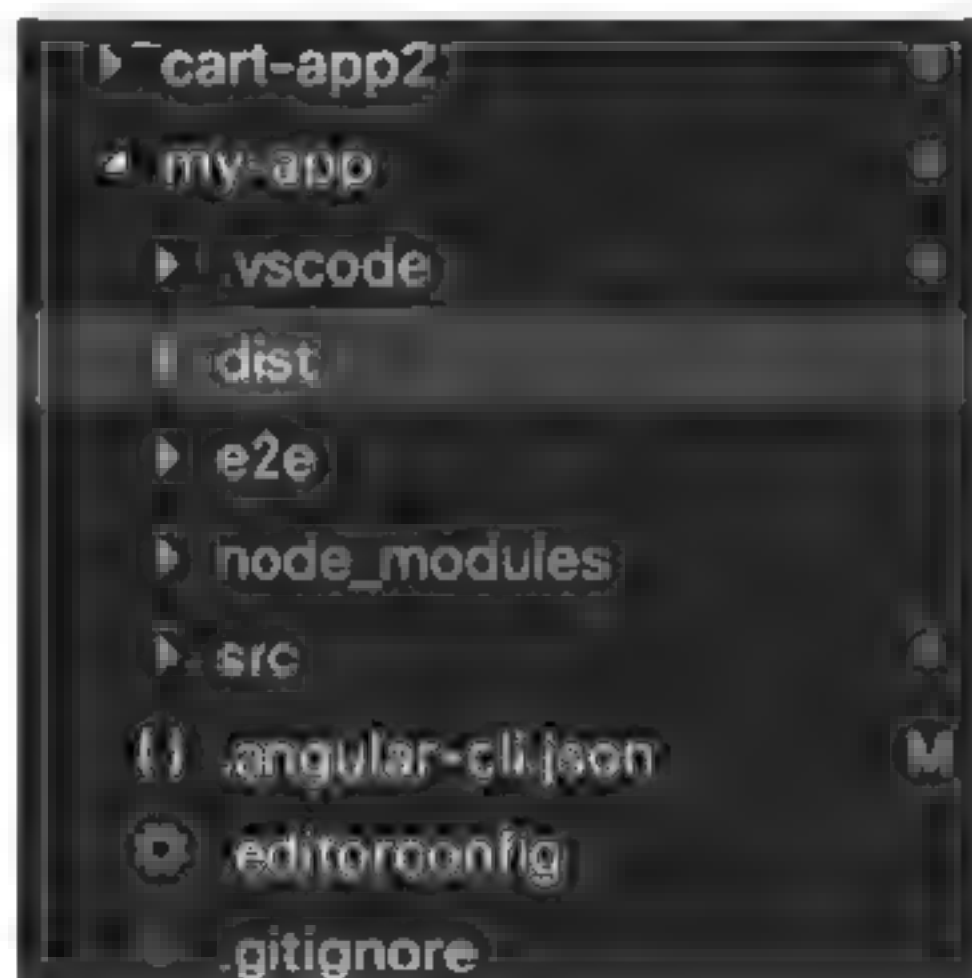 cart-app2
my-app
.vscode
dist
e2e
node_modules
src
{} .angular-cli.json M
.editorconfig
.gitignore